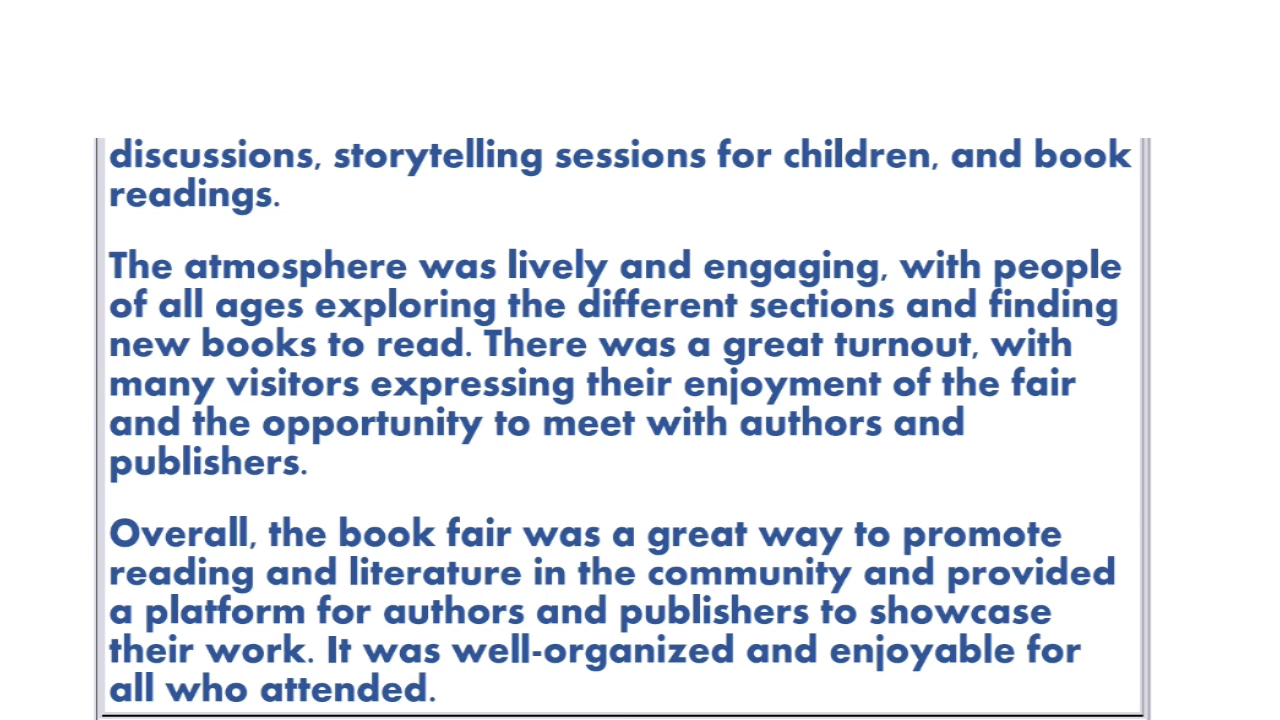 discussions, storytelling sessions for children, and book
readings.
The atmosphere was lively and engaging, with people
of all ages exploring the different sections and finding
new books to read. There was a great turnout, with
many visitors expressing their enjoyment of the fair
and the opportunity to meet with authors and
publishers.
Overall, the book fair was a great way to promote
reading and literature in the community and provided
a platform for authors and publishers to showcase
their work. It was well-organized and enjoyable for
all who attended.